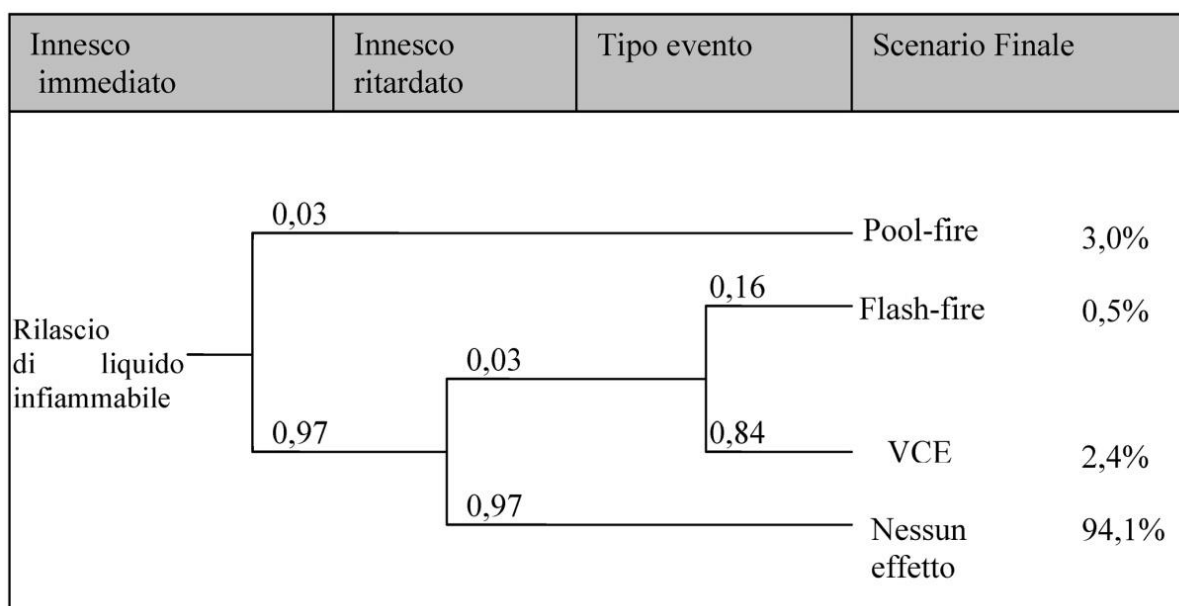 Innesco
immediato
Innesco
ritardato
Tipo evento
Scenario Finale
0,03
Pool-fire 3,0%
0,16
Flash-fire 0,5%
Rilascio
di liquido
infiammabile
0,03
0,97
0,84
VCE 2,4%
0,97
Nessun 94,1%
effetto